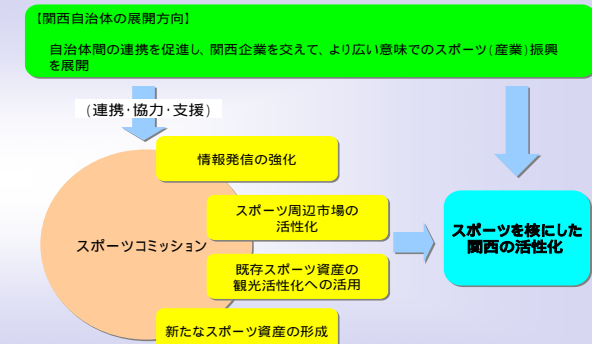 【関西自治体の展開方向】
自治体間の連携を促進し、関西企業を交えて、より広い意味でのスポーツ(産業)振興
を展開
(連携・協力・支援)
情報発信の強化
スポーツ周辺市場の
活性化
スポーツコミッション
既存スポーツ資産の
観光活性化への活用
新たなスポーツ資産の形成
スポーツを核にした
関西の活性化